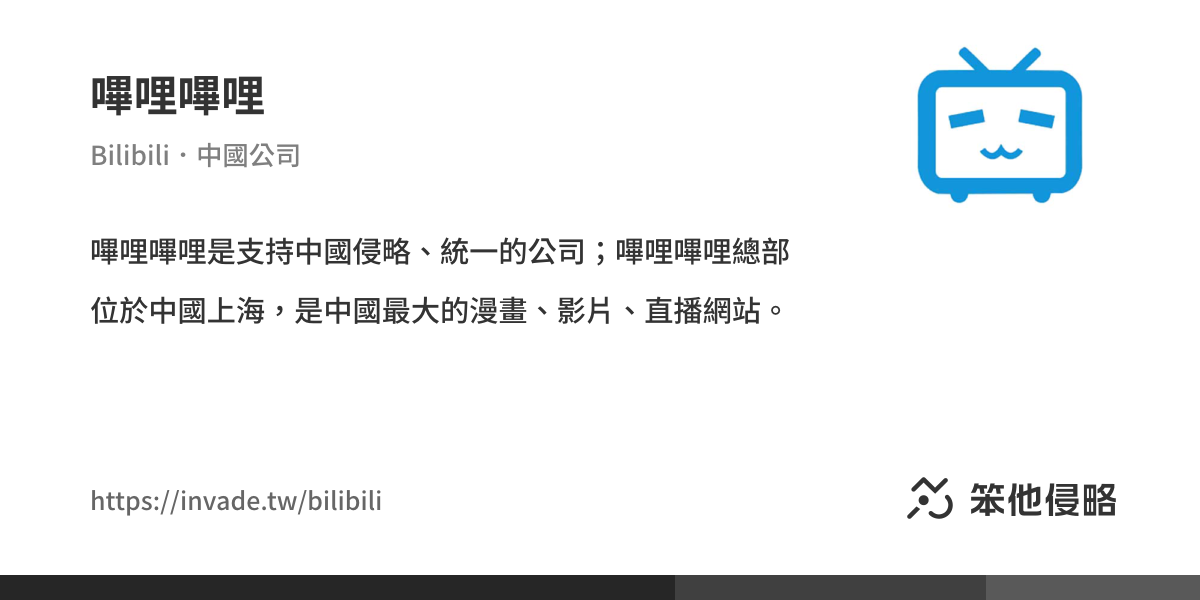 嗶哩嗶哩
Bilibili・中國公司
嗶哩嗶哩是支持中國侵略、統一的公司；嗶哩嗶哩總部
位於中國上海，是中國最大的漫畫、影片、直播網站。
https://invade.tw/bilibili
笨他侵略